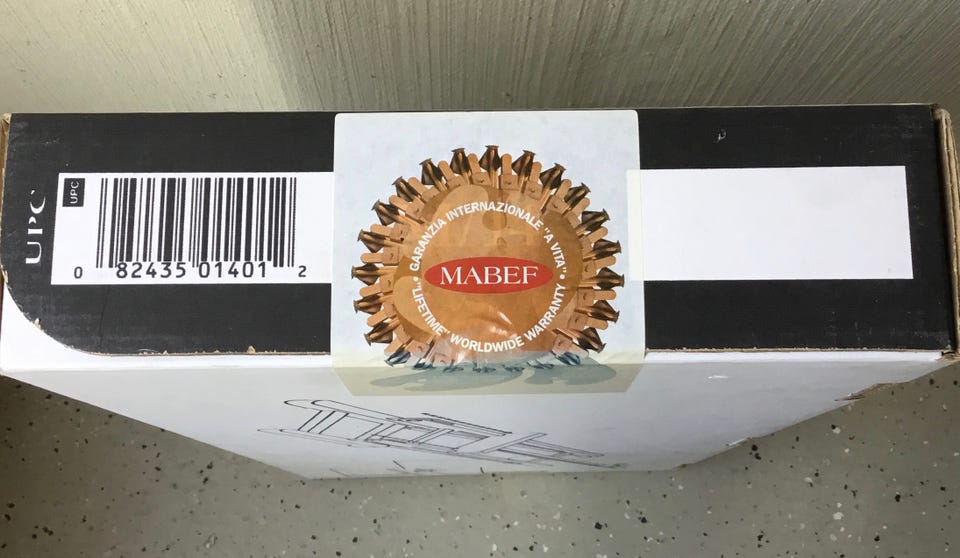 UPC
UPC
0 82435 01401 2
GARANZIA INTERNAZIONALE "A VITA" •
MABEF
"LIFETIME" WORLDWIDE WARRANTY •